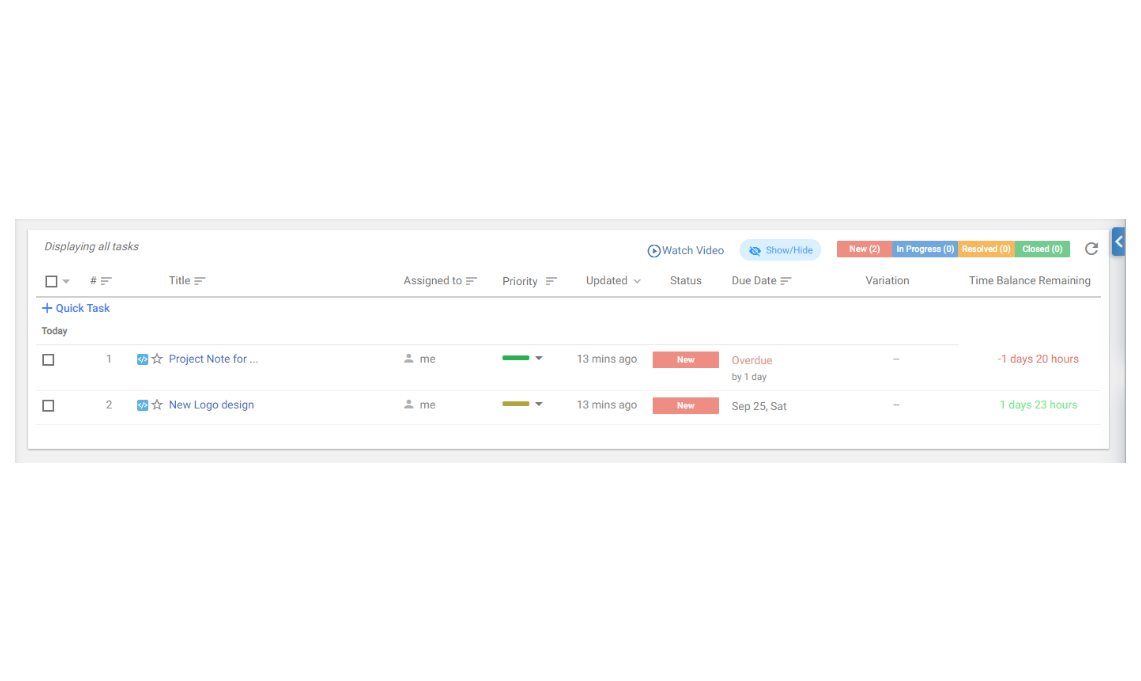 Displaying all tasks
Watch Video Show/Hide New (2) In Progress (0) Resolved (0) Closed (0)
# Title Assigned to Priority Updated Status Due Date Variation Time Balance Remaining
+ Quick Task
Today
1 </> Project Note for ... me 13 mins ago New Overdue – -1 days 20 hours
by 1 day
2 </> New Logo design me 13 mins ago New Sep 25, Sat – 1 days 23 hours